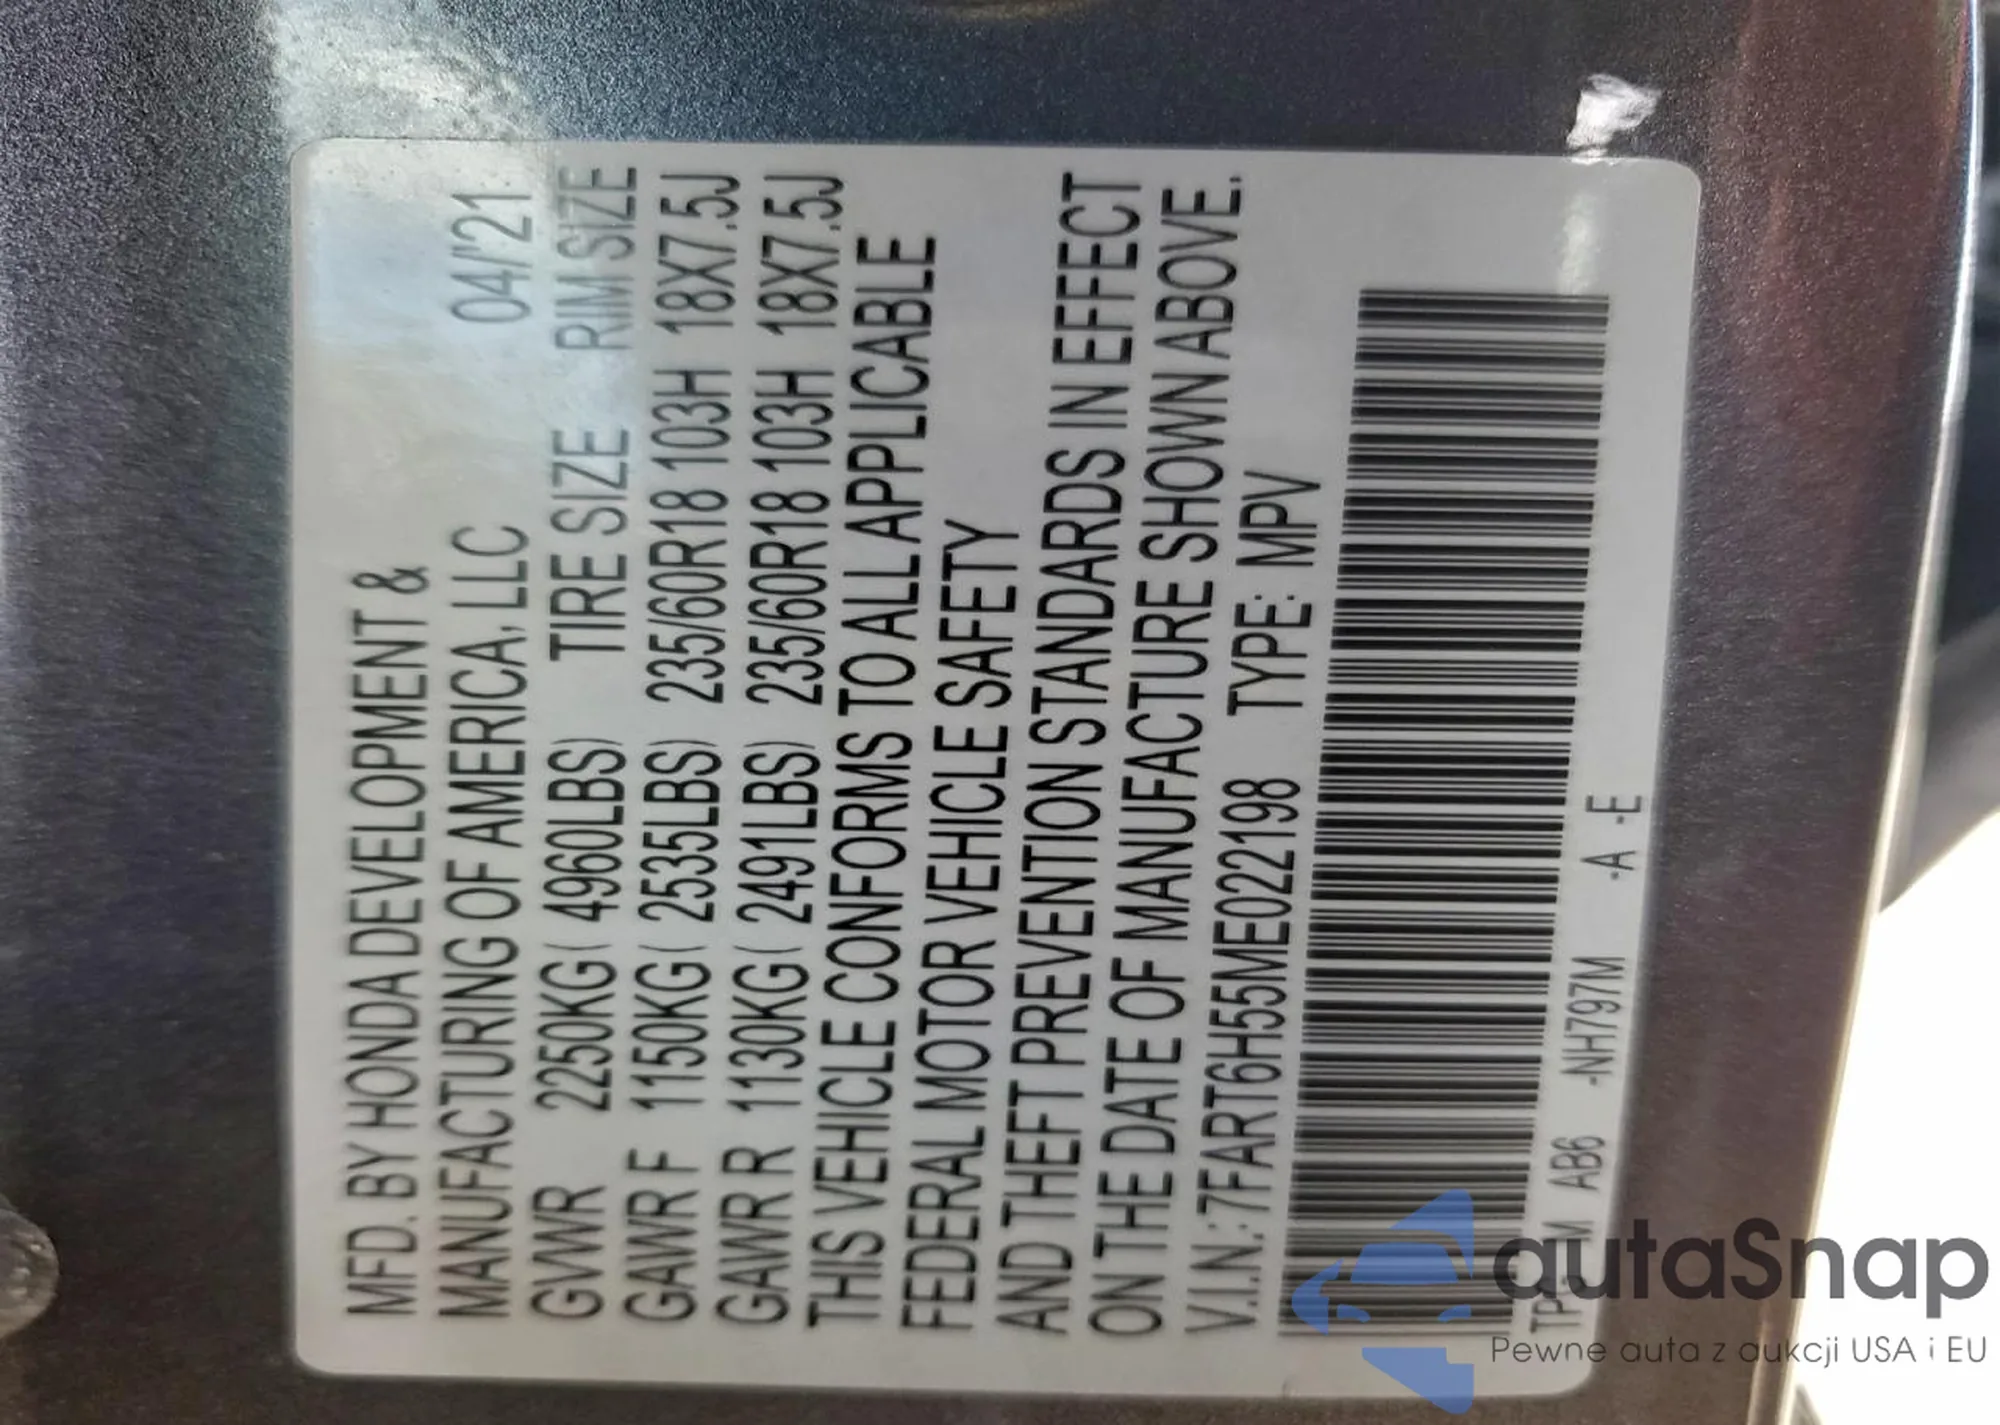 MFD. BY HONDA DEVELOPMENT &
MANUFACTURING OF AMERICA, LLC 04/'21
GVWR 2250KG( 4960LBS) TIRE SIZE RIM SIZE
GAWR F 1150KG( 2535LBS) 235/60R18 103H 18X7.5J
GAWR R 1130KG( 2491LBS) 235/60R18 103H 18X7.5J
THIS VEHICLE CONFORMS TO ALL APPLICABLE
FEDERAL MOTOR VEHICLE SAFETY
AND THEFT PREVENTION STANDARDS IN EFFECT
ON THE DATE OF MANUFACTURE SHOWN ABOVE.
V.I.N.:7FART6H55ME022198 TYPE: MPV
AB6 -NH797M -A -E
autaSnap
Pewne auta z aukcji USA i EU